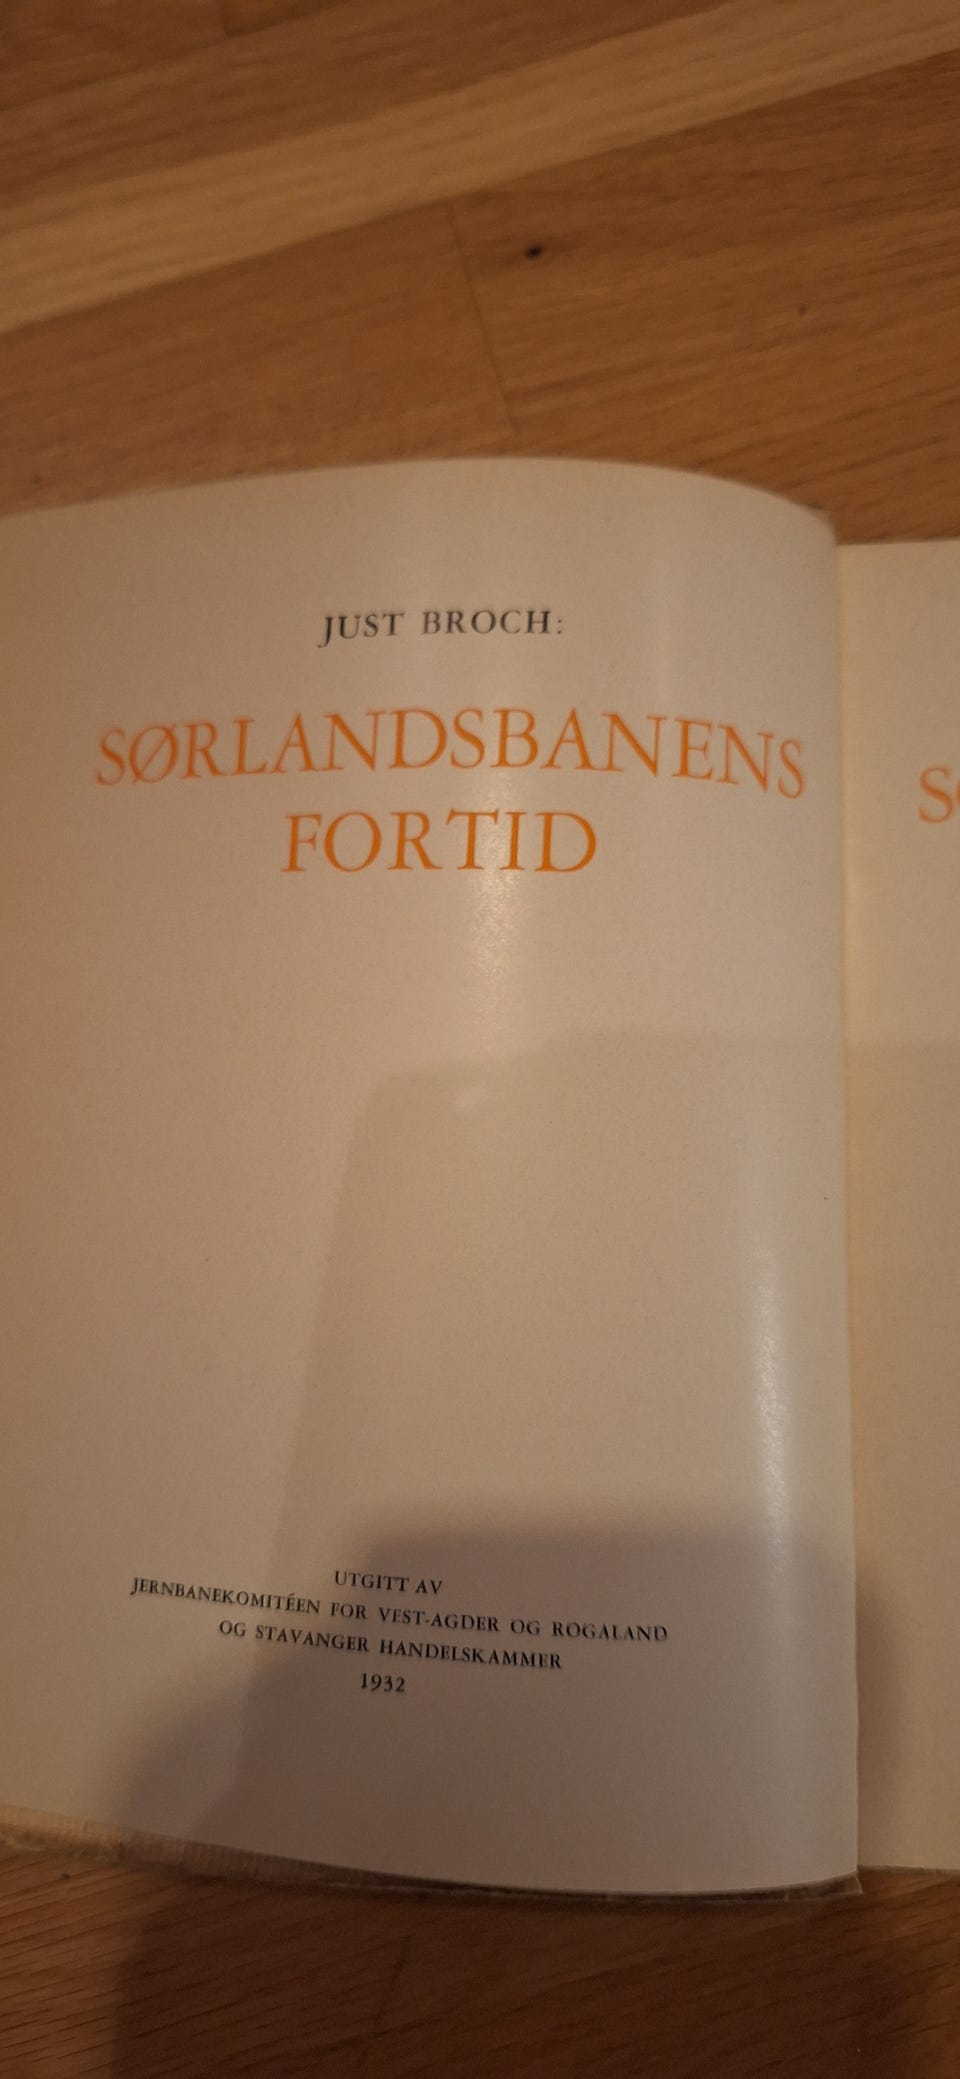 JUST BROCH:
SØRLANDSBANENS
FORTID
UTGITT AV
JERNBANEKOMITÉEN FOR VEST-AGDER OG ROGALAND
OG STAVANGER HANDELSKAMMER
1932